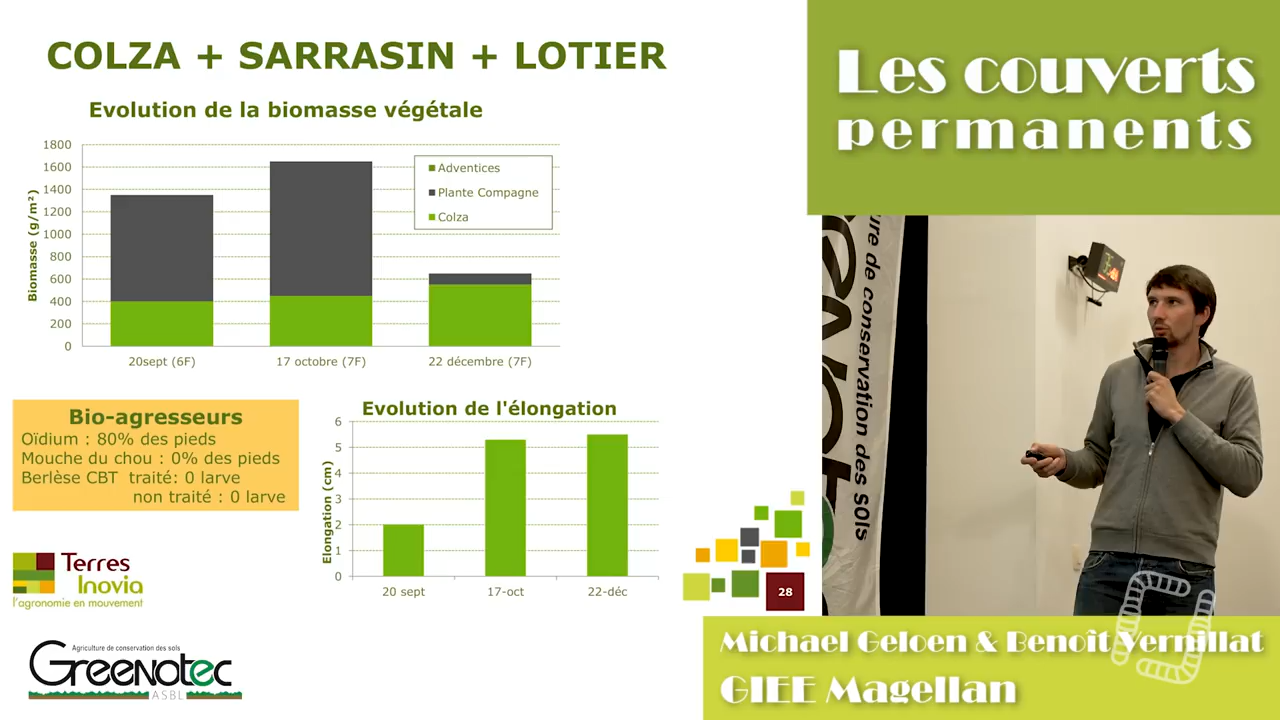 COLZA + SARRASIN + LOTIER
Evolution de la biomasse végétale
Biomasse (g/m²)
1800
1600
1400
1200
1000
800
600
400
200
0
Adventices
Plante Compagne
Colza
20sept (6F)
17 octobre (7F)
22 décembre (7F)
Bio-agresseurs
Oïdium : 80% des pieds
Mouche du chou : 0% des pieds
Berlèse CBT traité: 0 larve
non traité : 0 larve
Evolution de l'élongation
Elongation (cm)
6
5
4
3
2
1
0
20 sept
17-oct
22-déc
Terres
Inovia
l'agronomie en mouvement
28
Agriculture de conservation des sols
Greenotec
ASBL
Les couverts
permanents
ure de conservation des sols
Michael Geloen & Benoît Vernillat
GIEE Magellan